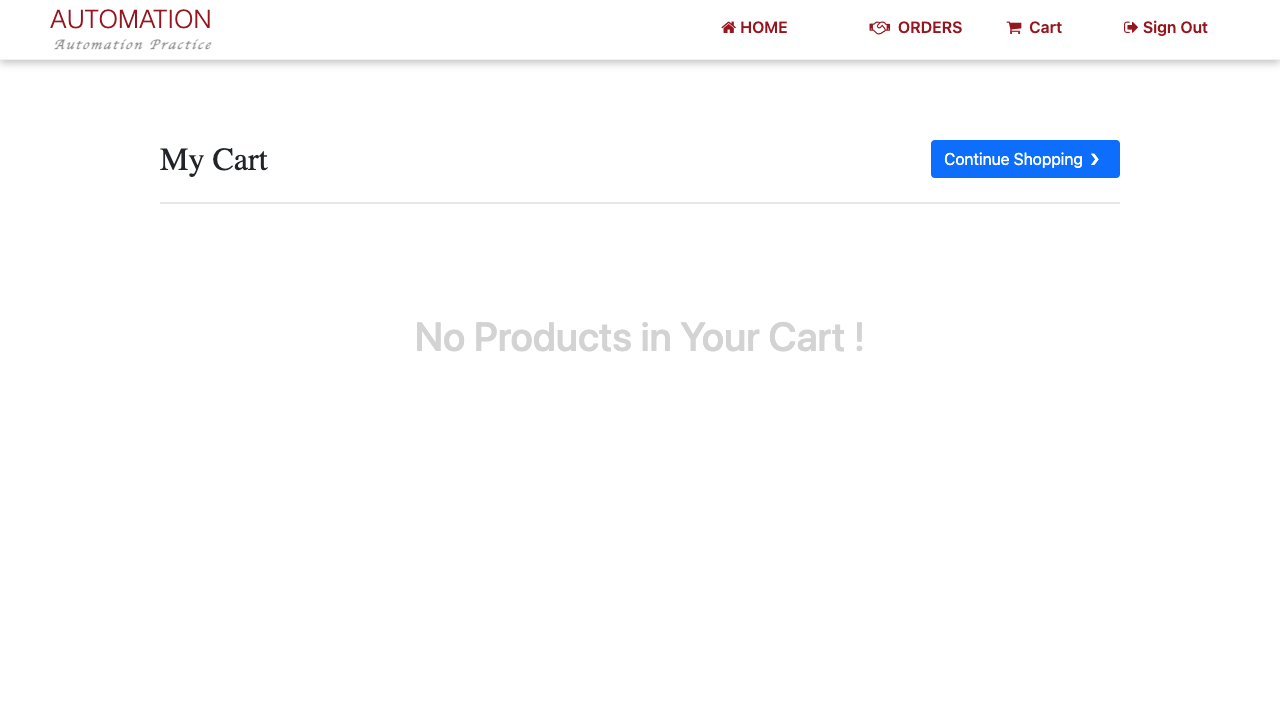 AUTOMATION
Automation Practice
HOME
ORDERS
Cart
Sign Out
My Cart
Continue Shopping ❯
No Products in Your Cart !